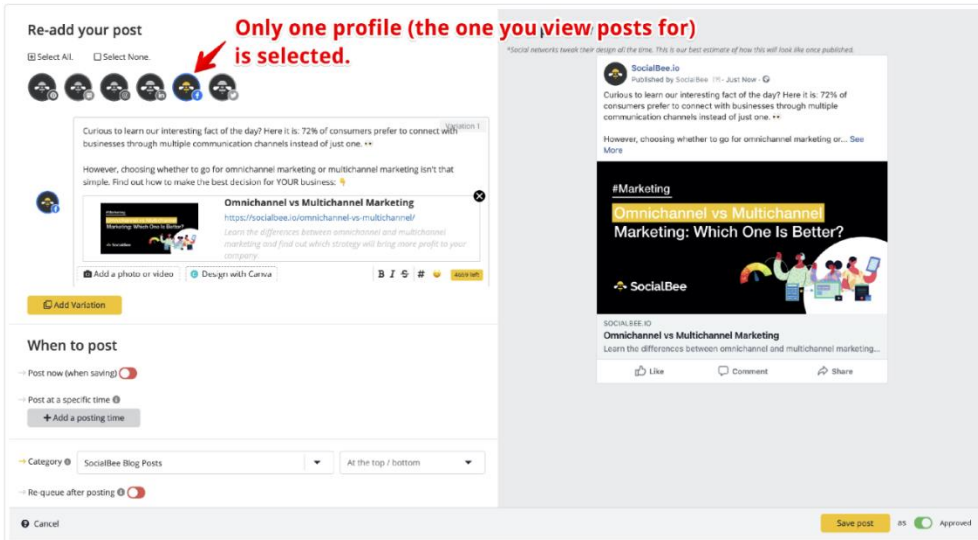 Re-add your post
Only one profile (the one you view posts for)
is selected.
Select All.
Select None.
Variation 1
Curious to learn our interesting fact of the day? Here it is: 72% of consumers prefer to connect with
businesses through multiple communication channels instead of just one. 👀
However, choosing whether to go for omnichannel marketing or multichannel marketing isn't that
simple. Find out how to make the best decision for YOUR business: 👇
#Marketing
Omnichannel vs Multichannel
Marketing: Which One Is Better?
SocialBee
Omnichannel vs Multichannel Marketing
https://socialbee.io/omnichannel-vs-multichannel/
Learn the differences between omnichannel and multichannel
marketing and find out which strategy will bring more profit to your
company.
Add a photo or video
Design with Canva
B I S #
left
Add Variation
When to post
Post now (when saving)
Post at a specific time
+ Add a posting time
Category
SocialBee Blog Posts
At the top / bottom
Re-queue after posting
Cancel
*Social networks tweak their design all the time. This is our best estimate of how this will look like once published.
SocialBee.io
Published by SocialBee · Just Now ·
Curious to learn our interesting fact of the day? Here it is: 72% of
consumers prefer to connect with businesses through multiple
communication channels instead of just one. 👀
However, choosing whether to go for omnichannel marketing or... See
More
#Marketing
Omnichannel vs Multichannel
Marketing: Which One Is Better?
SocialBee
SOCIALBEE.IO
Omnichannel vs Multichannel Marketing
Learn the differences between omnichannel and multichannel marketing...
Like
Comment
Share
Save post
as
Approved